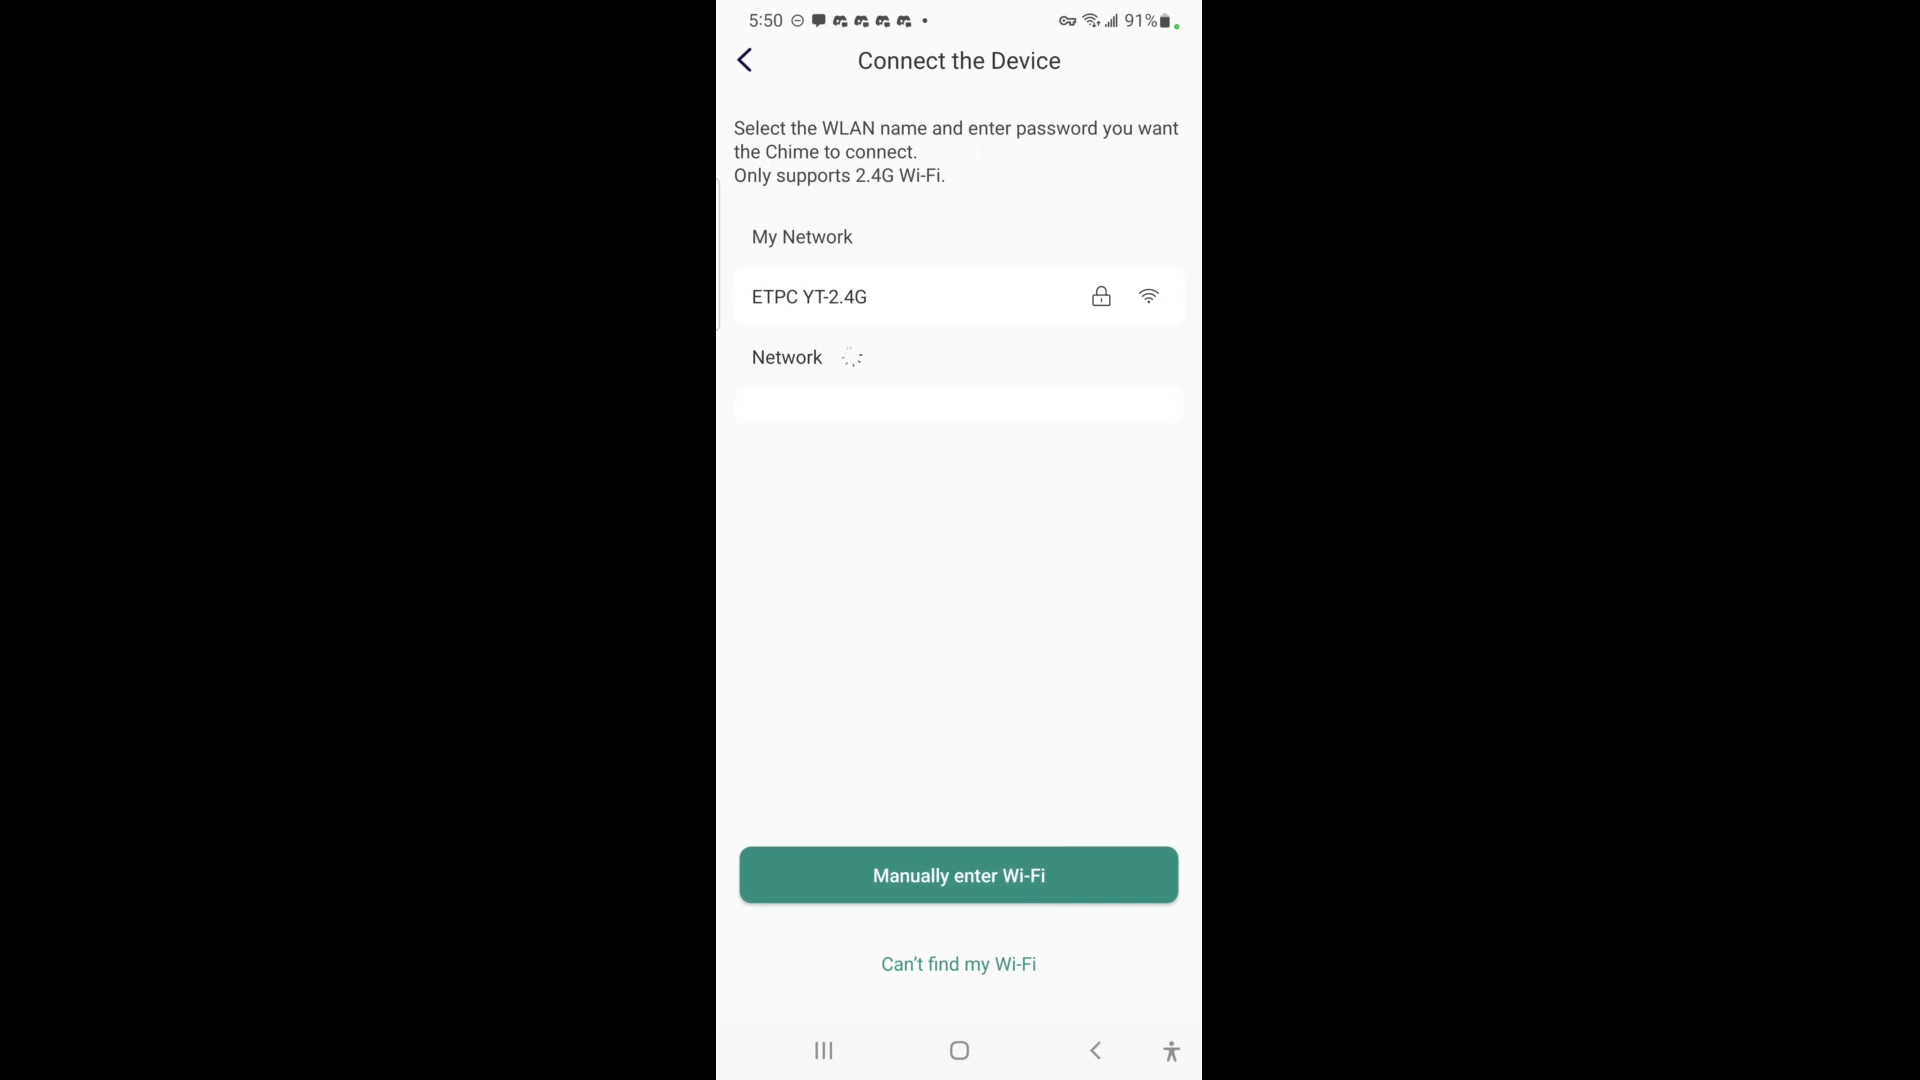 5:50
91%
Connect the Device
Select the WLAN name and enter password you want
the Chime to connect.
Only supports 2.4G Wi-Fi.
My Network
ETPC YT-2.4G
Network
Manually enter Wi-Fi
Can't find my Wi-Fi